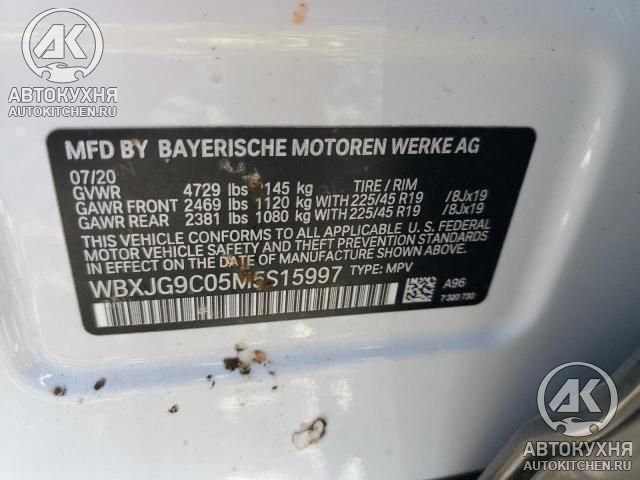 AK
АВТОКУХНЯ
AUTOKITCHEN.RU
MFD BY BAYERISCHE MOTOREN WERKE AG
07/20
GVWR 4729 lbs 2145 kg TIRE / RIM
GAWR FRONT 2469 lbs 1120 kg WITH 225/45 R19 /8Jx19
GAWR REAR 2381 lbs 1080 kg WITH 225/45 R19 /8Jx19
THIS VEHICLE CONFORMS TO ALL APPLICABLE U.S. FEDERAL
MOTOR VEHICLE SAFETY AND THEFT PREVENTION STANDARDS
IN EFFECT ON THE DATE OF MANUFACTURE SHOWN ABOVE.
WBXJG9C05M5S15997 TYPE: MPV
A96
7 320 730
AK
АВТОКУХНЯ
AUTOKITCHEN.RU